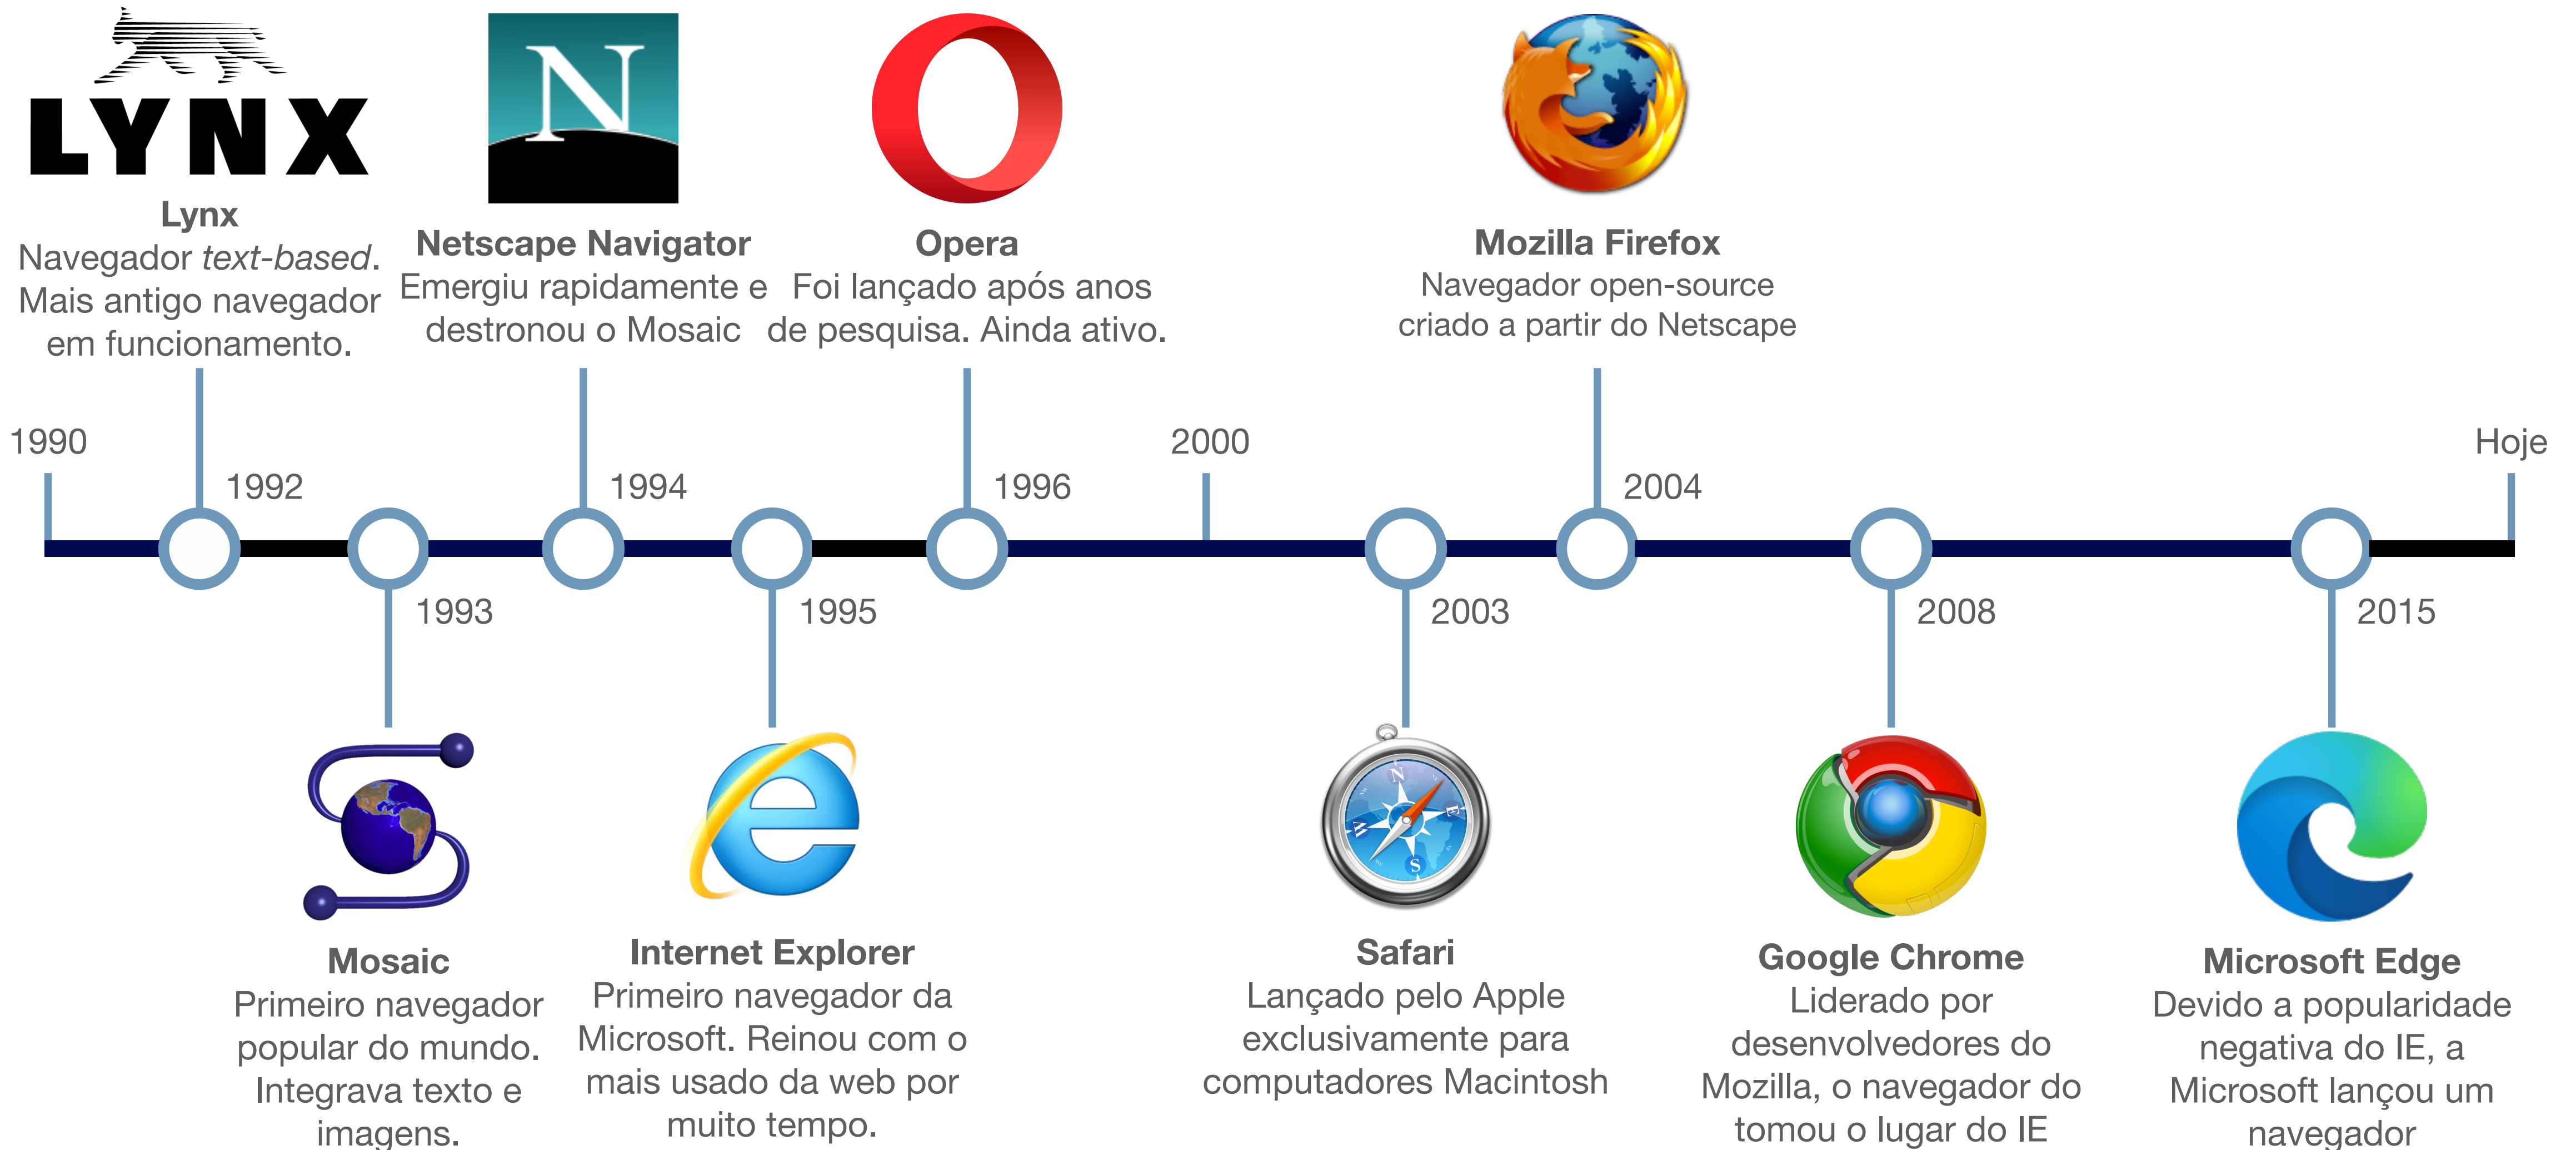 LYNX
Lynx
Navegador text-based.
Mais antigo navegador
em funcionamento.
N
Netscape Navigator
Emergiu rapidamente e
destronou o Mosaic
Opera
Foi lançado após anos
de pesquisa. Ainda ativo.
Mozilla Firefox
Navegador open-source
criado a partir do Netscape
1990
1992
1993
1994
1995
1996
2000
2003
2004
2008
2015
Hoje
Mosaic
Primeiro navegador
popular do mundo.
Integrava texto e
imagens.
Internet Explorer
Primeiro navegador da
Microsoft. Reinou com o
mais usado da web por
muito tempo.
N
E
S
W
Safari
Lançado pelo Apple
exclusivamente para
computadores Macintosh
Google Chrome
Liderado por
desenvolvedores do
Mozilla, o navegador do
tomou o lugar do IE
Microsoft Edge
Devido a popularidade
negativa do IE, a
Microsoft lançou um
navegador